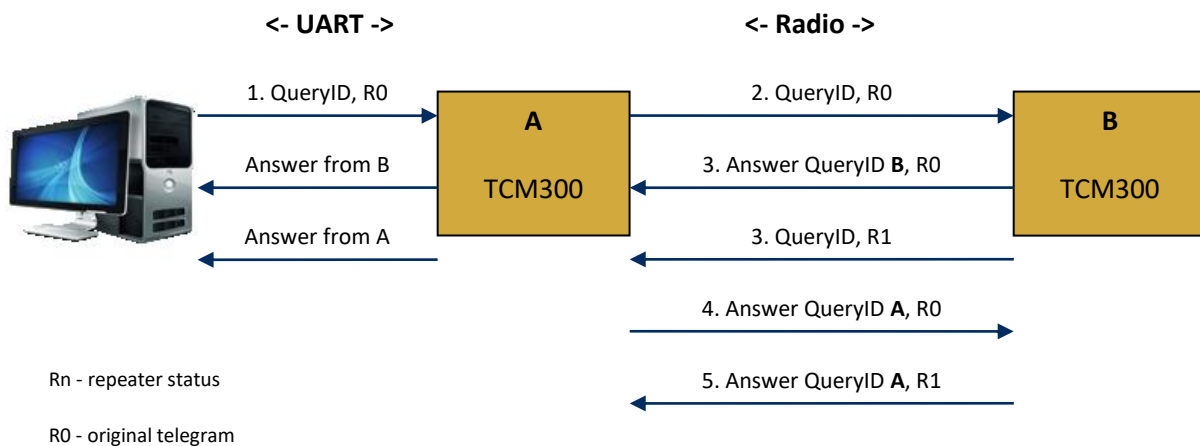 <- UART ->
<- Radio ->
1. QueryID, R0
2. QueryID, R0
A
B
Answer from B
3. Answer QueryID B, R0
TCM300
TCM300
Answer from A
3. QueryID, R1
4. Answer QueryID A, R0
Rn - repeater status
5. Answer QueryID A, R1
R0 - original telegram